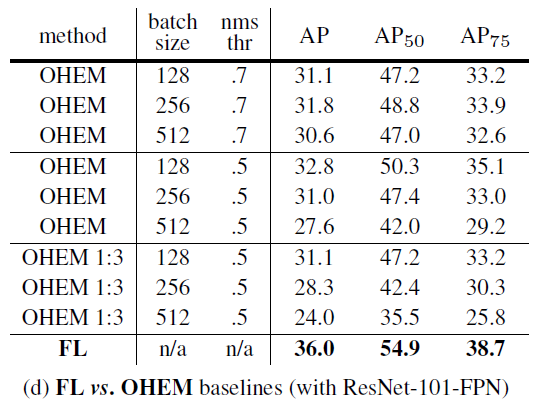 method batch size nms thr AP AP50 AP75
OHEM 128 .7 31.1 47.2 33.2
OHEM 256 .7 31.8 48.8 33.9
OHEM 512 .7 30.6 47.0 32.6
OHEM 128 .5 32.8 50.3 35.1
OHEM 256 .5 31.0 47.4 33.0
OHEM 512 .5 27.6 42.0 29.2
OHEM 1:3 128 .5 31.1 47.2 33.2
OHEM 1:3 256 .5 28.3 42.4 30.3
OHEM 1:3 512 .5 24.0 35.5 25.8
FL n/a n/a 36.0 54.9 38.7
(d) FL vs. OHEM baselines (with ResNet-101-FPN)